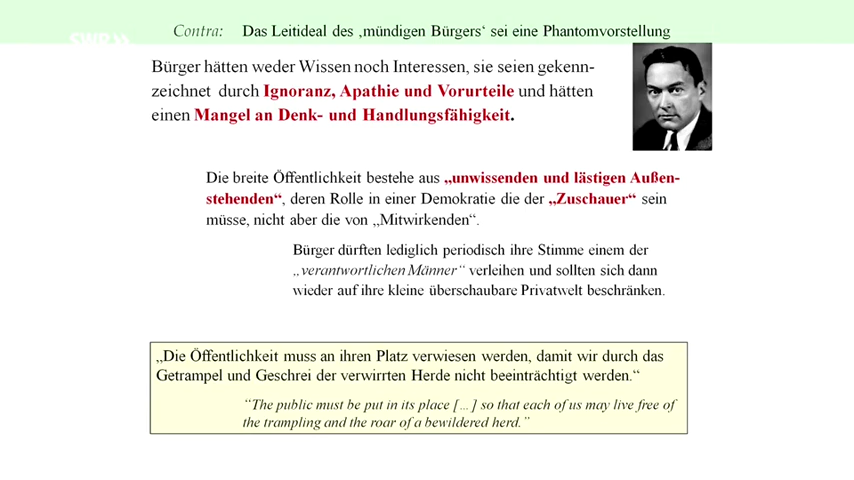 Contra: Das Leitideal des ‚mündigen Bürgers‘ sei eine Phantomvorstellung
SWR
Bürger hätten weder Wissen noch Interessen, sie seien gekenn-
zeichnet durch Ignoranz, Apathie und Vorurteile und hätten
einen Mangel an Denk- und Handlungsfähigkeit.
Die breite Öffentlichkeit bestehe aus „unwissenden und lästigen Außen-
stehenden“, deren Rolle in einer Demokratie die der „Zuschauer“ sein
müsse, nicht aber die von „Mitwirkenden“.
Bürger dürften lediglich periodisch ihre Stimme einem der
„verantwortlichen Männer“ verleihen und sollten sich dann
wieder auf ihre kleine überschaubare Privatwelt beschränken.
„Die Öffentlichkeit muss an ihren Platz verwiesen werden, damit wir durch das
Getrampel und Geschrei der verwirrten Herde nicht beeinträchtigt werden.“
“The public must be put in its place […] so that each of us may live free of
the trampling and the roar of a bewildered herd.”